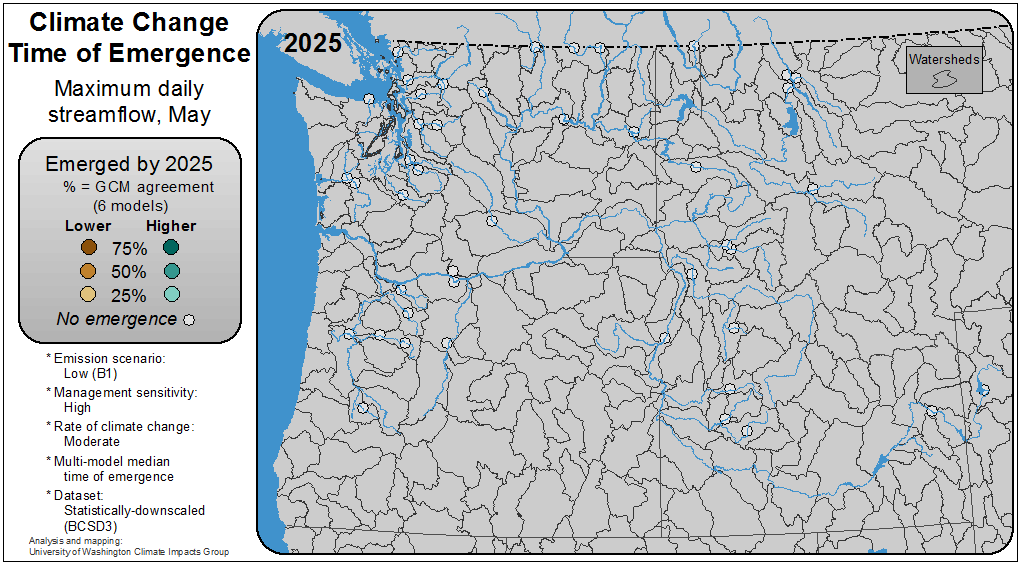 Climate Change
Time of Emergence
Maximum daily
streamflow, May
Emerged by 2025
% = GCM agreement
(6 models)
Lower Higher
75%
50%
25%
No emergence
* Emission scenario:
Low (B1)
* Management sensitivity:
High
* Rate of climate change:
Moderate
* Multi-model median
time of emergence
* Dataset:
Statistically-downscaled
(BCSD3)
Analysis and mapping:
University of Washington Climate Impacts Group
2025
Watersheds